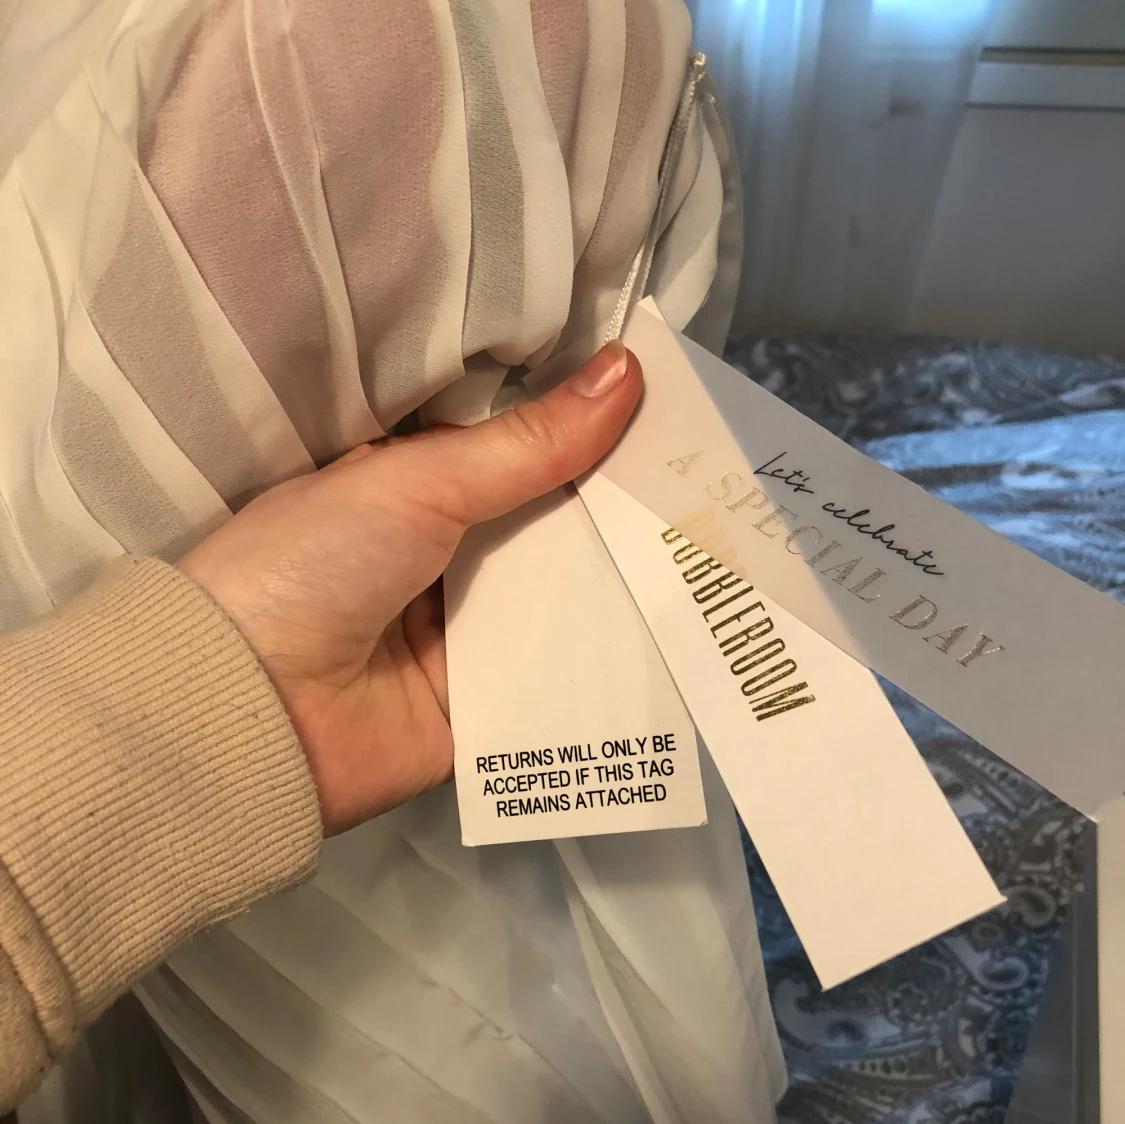 Let's celebrate
A SPECIAL DAY
BUBBLEROOM
RETURNS WILL ONLY BE
ACCEPTED IF THIS TAG
REMAINS ATTACHED